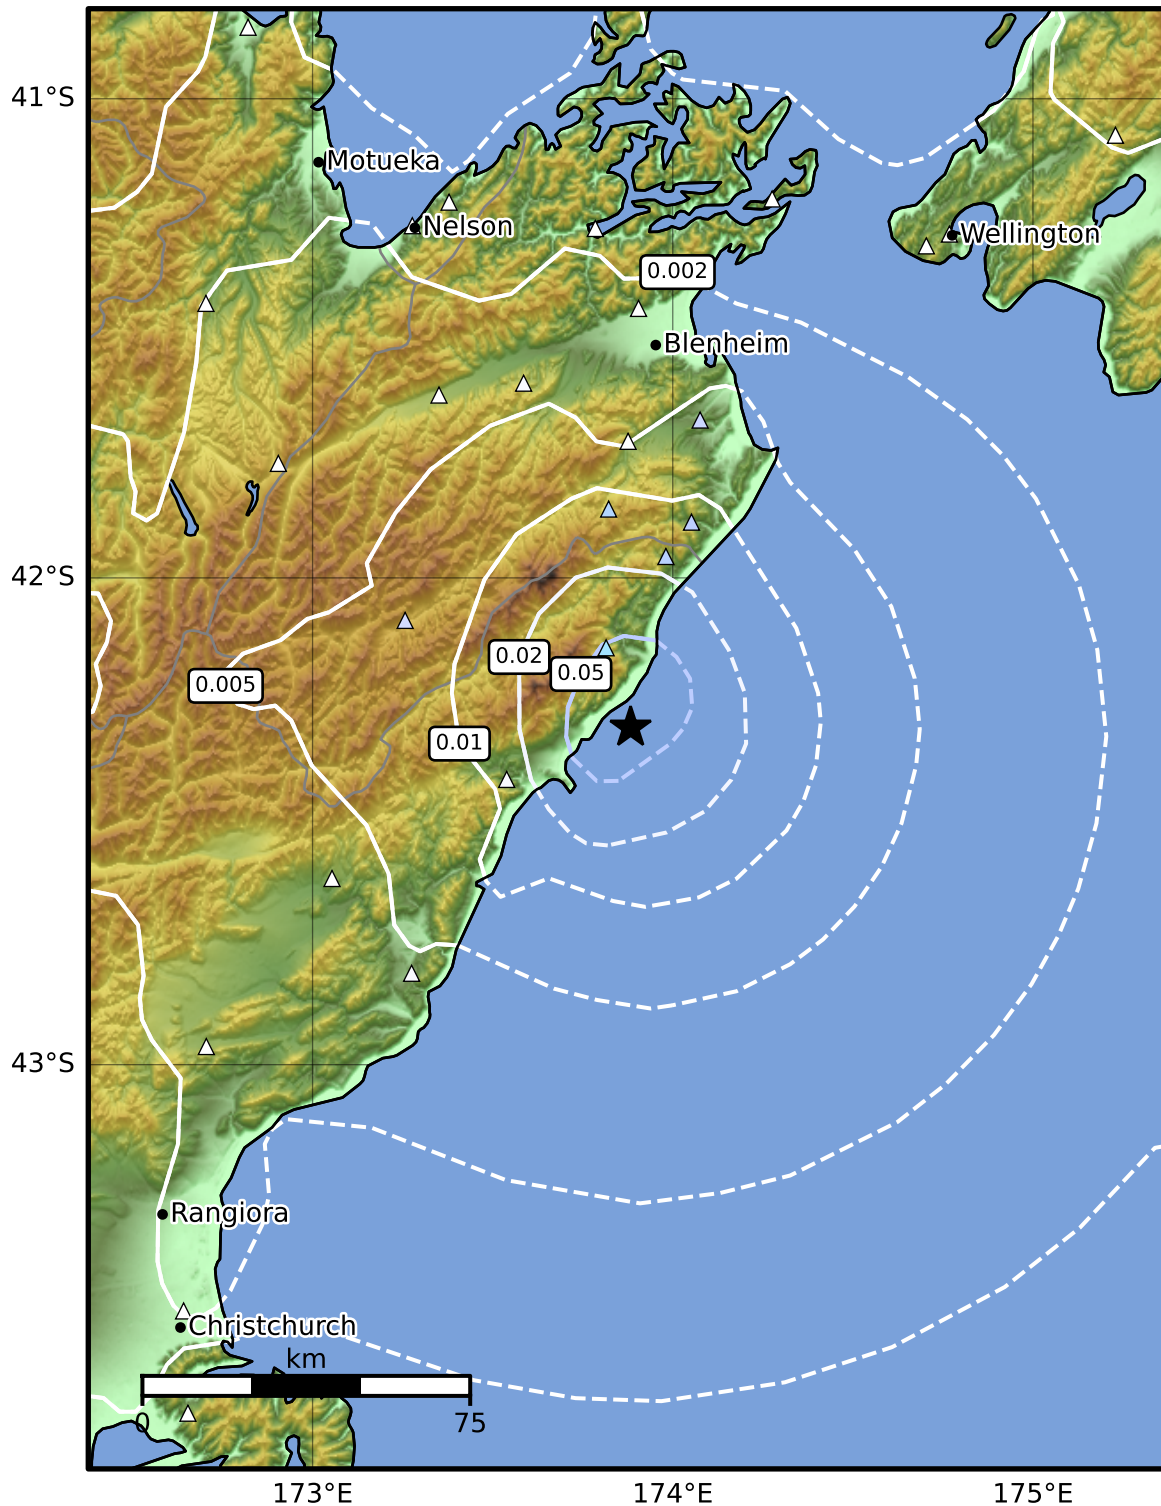 41°S
Motueka
Nelson
Wellington
0.002
Blenheim
42°S
0.02
0.05
0.005
0.01
43°S
Rangiora
Christchurch
km
0
75
173°E
174°E
175°E